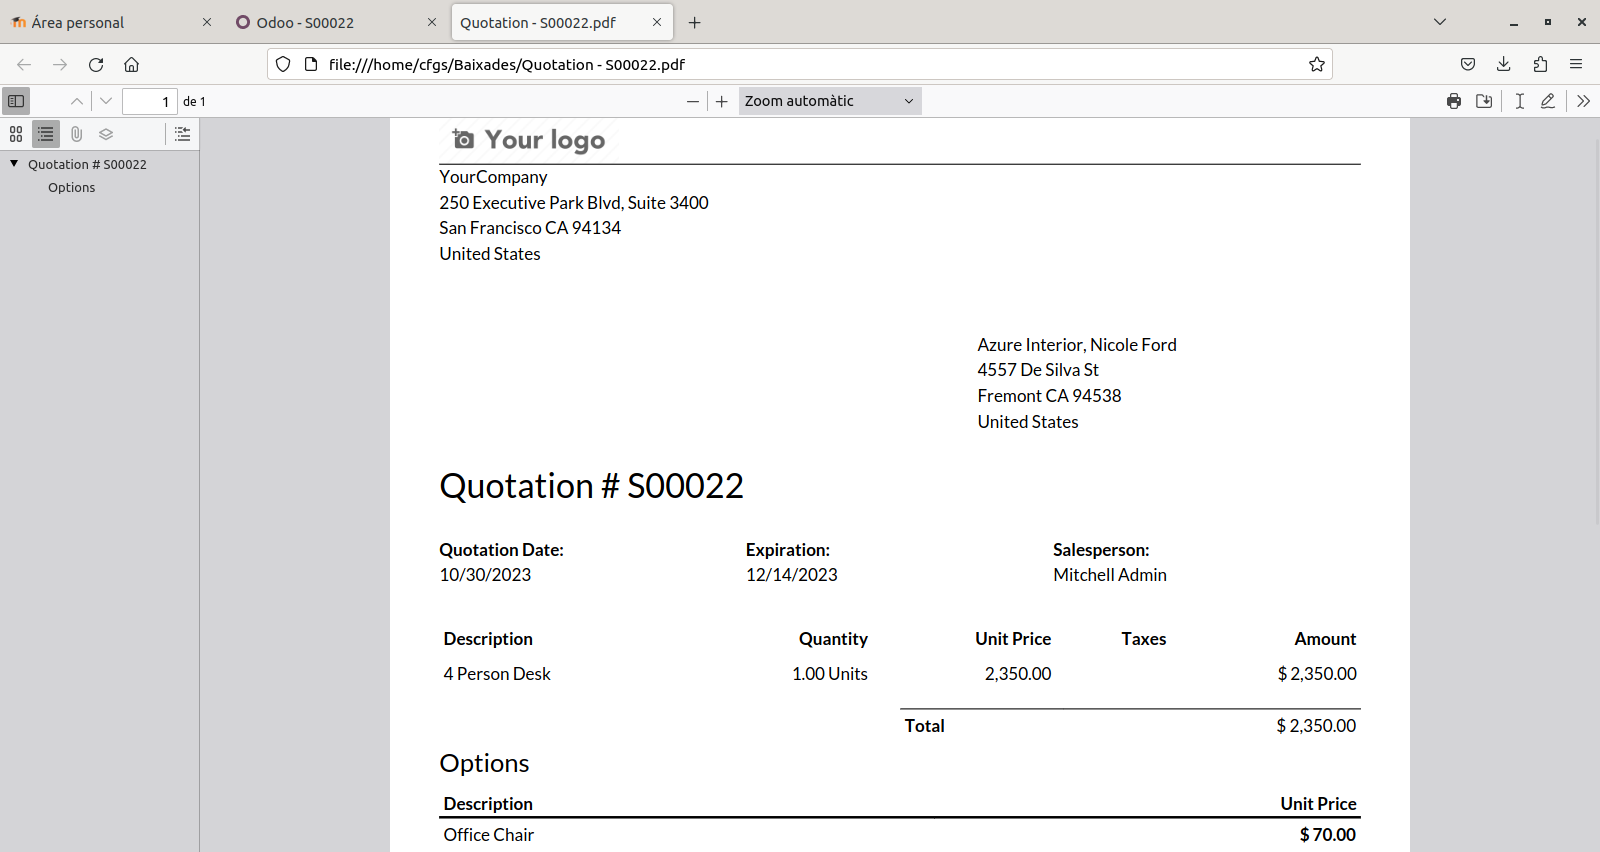 Área personal
Odoo - S00022
Quotation - S00022.pdf
file:///home/cfgs/Baixades/Quotation - S00022.pdf
1 de 1
Zoom automàtic
Quotation # S00022
Options
Your logo
YourCompany
250 Executive Park Blvd, Suite 3400
San Francisco CA 94134
United States
Azure Interior, Nicole Ford
4557 De Silva St
Fremont CA 94538
United States
Quotation # S00022
Quotation Date: Expiration: Salesperson:
10/30/2023 12/14/2023 Mitchell Admin
Description Quantity Unit Price Taxes Amount
4 Person Desk 1.00 Units 2,350.00 $ 2,350.00
Total $ 2,350.00
Options
Description Unit Price
Office Chair $ 70.00